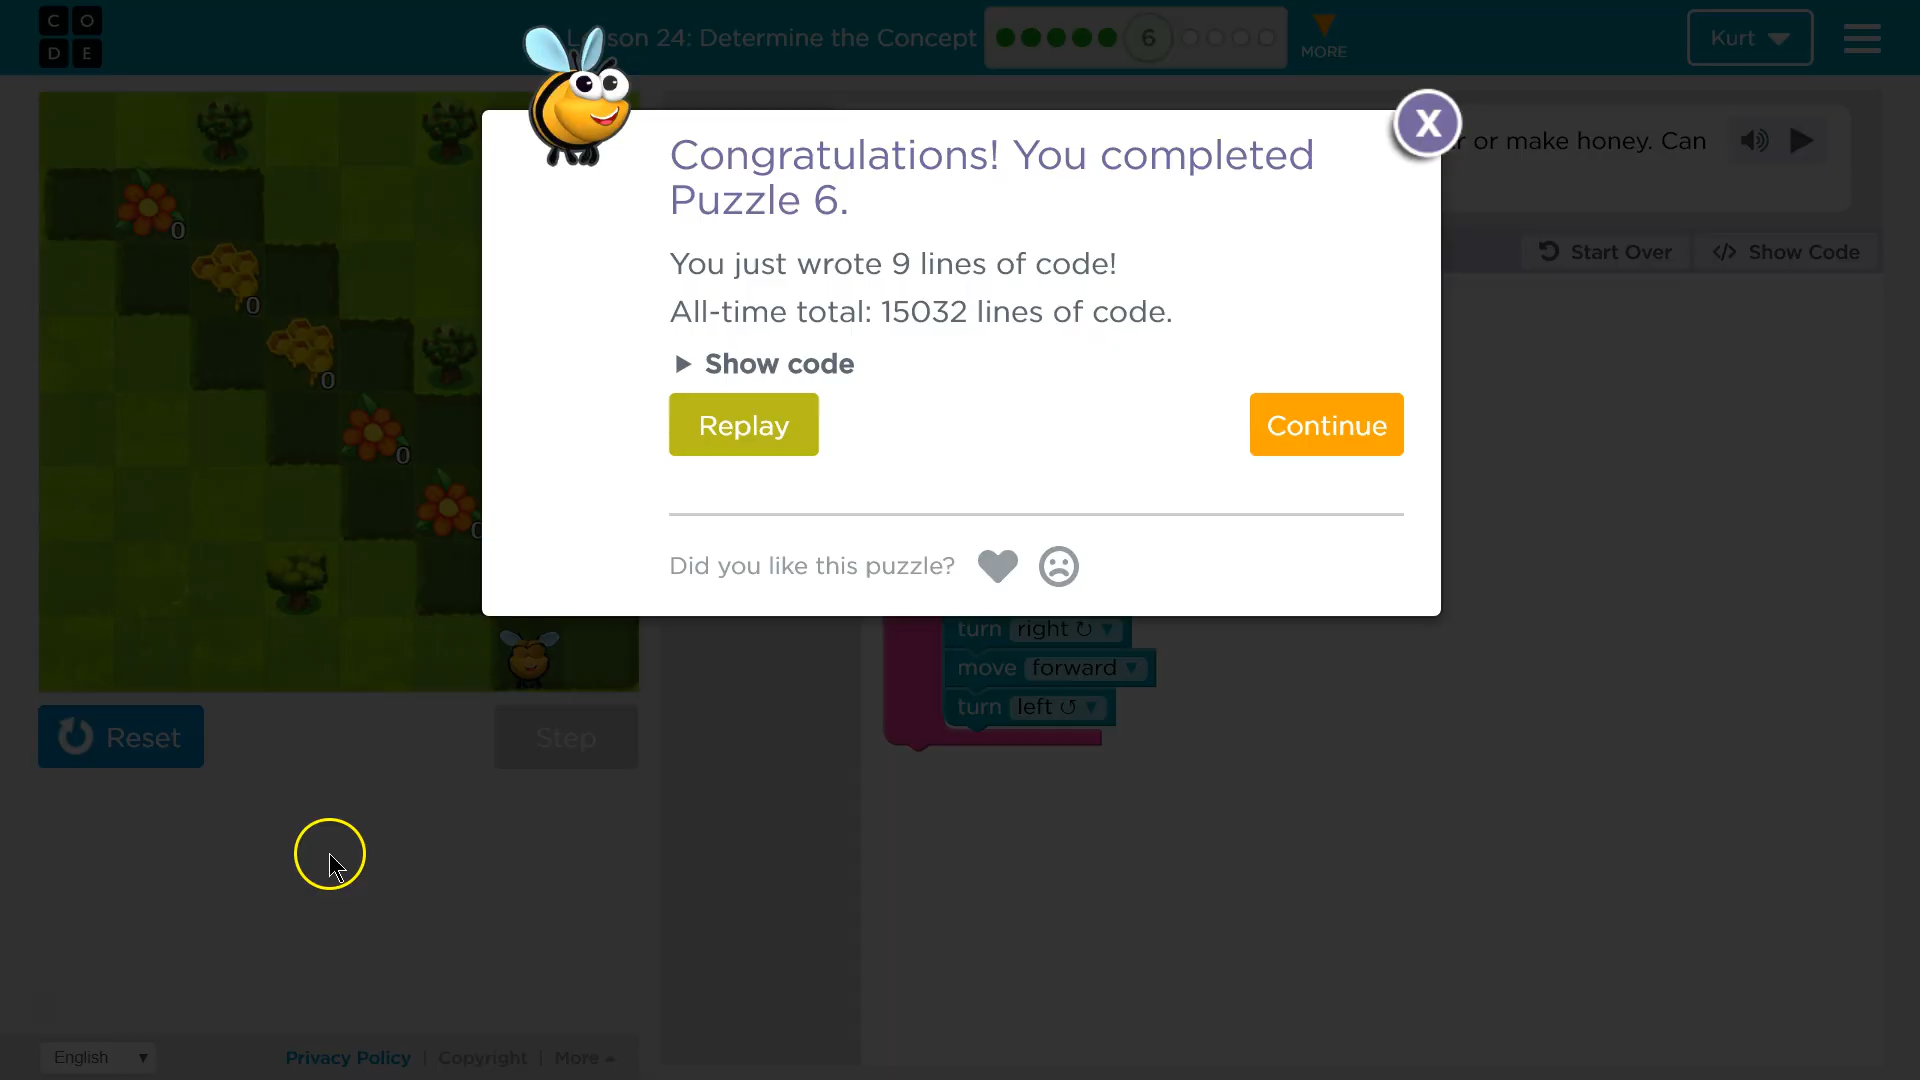 C O
D E
Lesson 24: Determine the Concept
6
MORE
Kurt
r or make honey. Can
Start Over
</> Show Code
X
Congratulations! You completed
Puzzle 6.
You just wrote 9 lines of code!
All-time total: 15032 lines of code.
Show code
Replay
Continue
Did you like this puzzle?
0
0
0
0
0
turn right
move forward
turn left
Reset
Step
English
Privacy Policy | Copyright | More